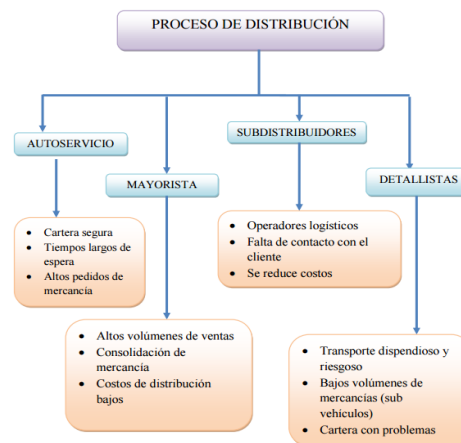 PROCESO DE DISTRIBUCIÓN
AUTOSERVICIO
MAYORISTA
SUBDISTRIBUIDORES
DETALLISTAS
• Cartera segura
• Tiempos largos de
espera
• Altos pedidos de
mercancía
• Altos volúmenes de ventas
• Consolidación de
mercancía
• Costos de distribución
bajos
• Operadores logísticos
• Falta de contacto con el
cliente
• Se reduce costos
• Transporte dispendioso y
riesgoso
• Bajos volúmenes de
mercancías (sub
vehículos)
• Cartera con problemas